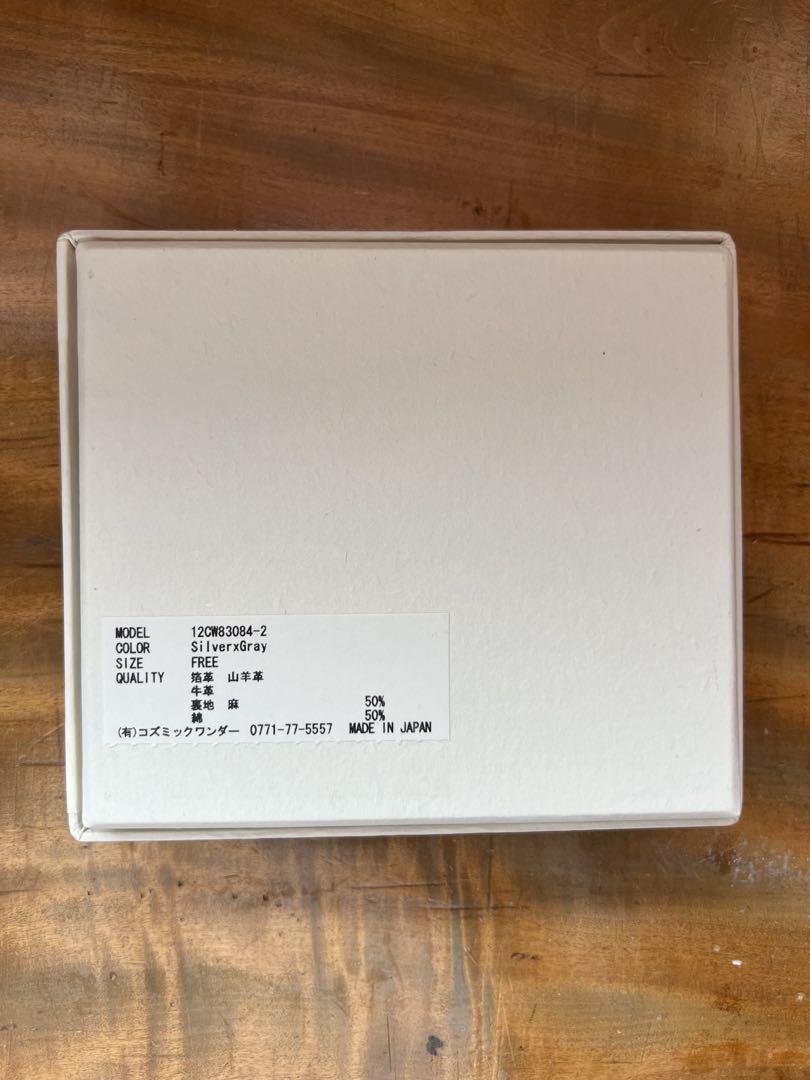 MODEL 12CW83084-2
COLOR SilverxGray
SIZE FREE
QUALITY 箔革 山羊革
牛革
裏地 麻 50%
綿 50%
(有)コズミックワンダー 0771-77-5557 MADE IN JAPAN